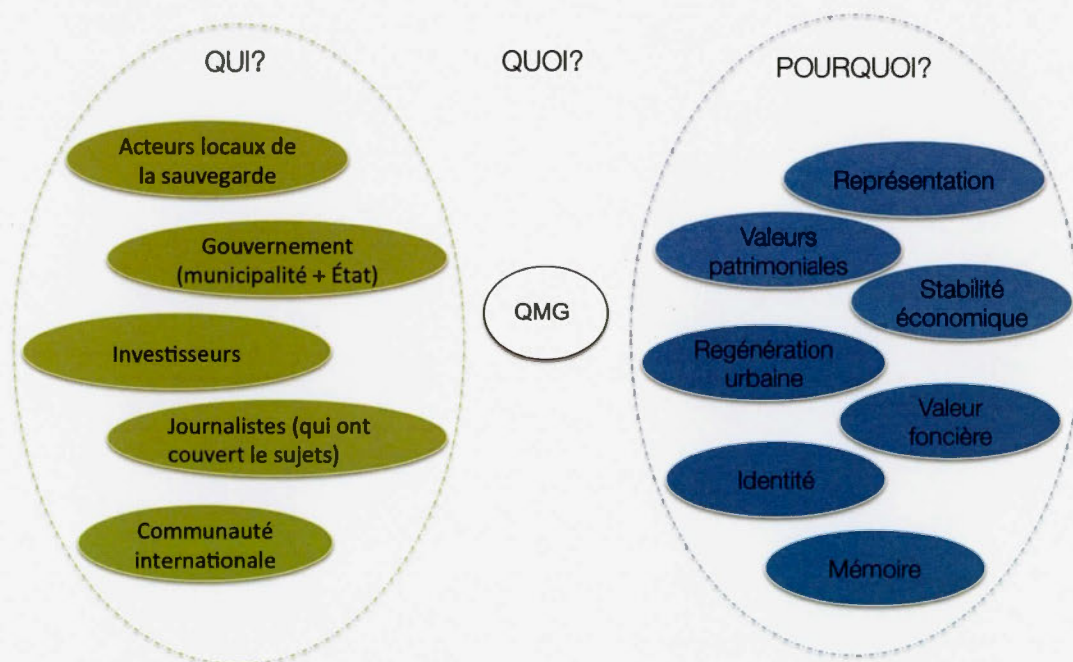 QUI?
Acteurs locaux de
la sauvegarde
Gouvernement
(municipalité + État)
Investisseurs
Journalistes (qui ont
couvert le sujets)
Communauté
internationale
QUOI?
QMG
POURQUOI?
Représentation
Valeurs
patrimoniales
Stabilité
économique
Regénération
urbaine
Valeur
foncière
Identité
Mémoire